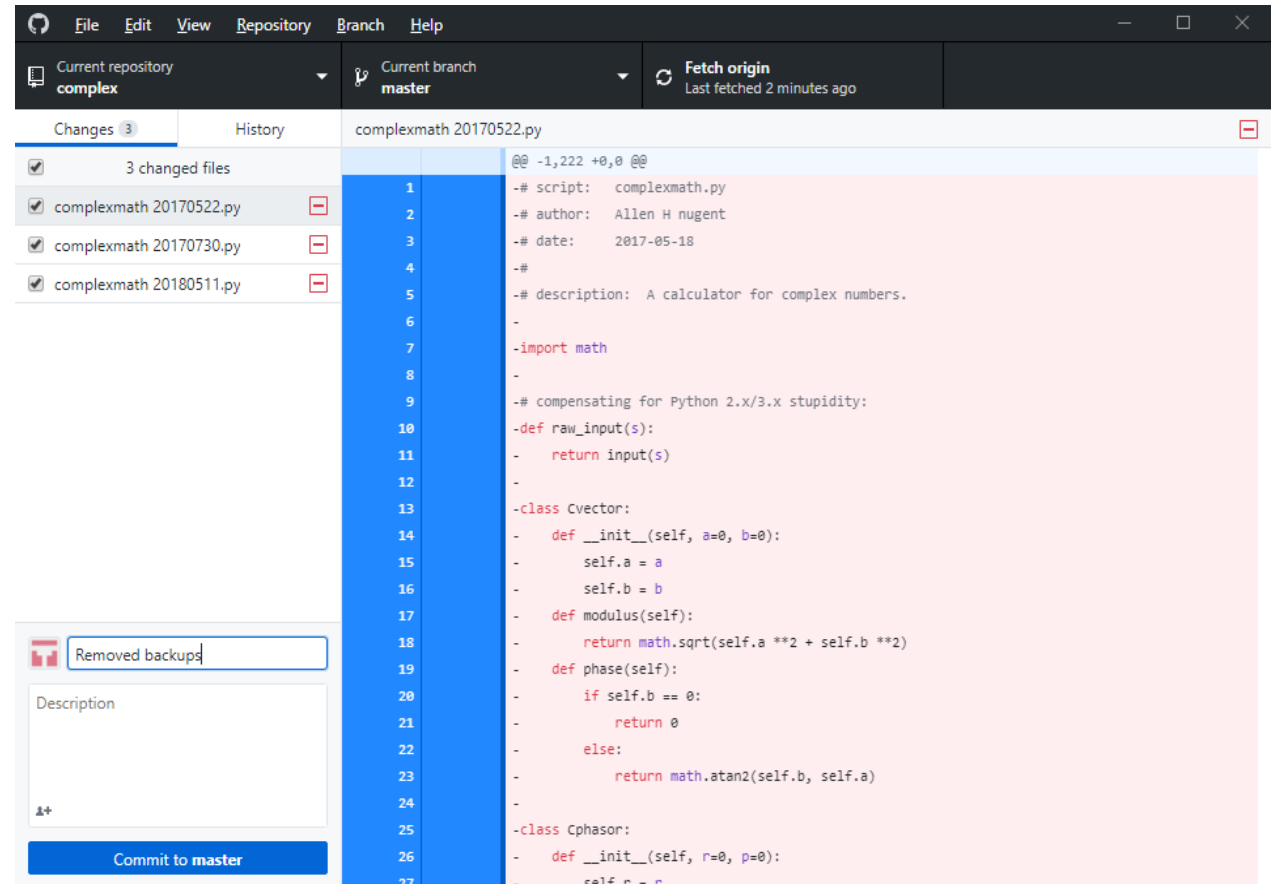 File Edit View Repository Branch Help
Current repository
complex
Current branch
master
Fetch origin
Last fetched 2 minutes ago
Changes 3 History
complexmath 20170522.py
3 changed files
complexmath 20170522.py
complexmath 20170730.py
complexmath 20180511.py
Removed backups
Description
Commit to master
@@ -1,222 +0,0 @@
1 -# script:   complexmath.py
2 -# author:   Allen H nugent
3 -# date:     2017-05-18
4 -#
5 -# description:  A calculator for complex numbers.
6 -
7 -import math
8 -
9 -# compensating for Python 2.x/3.x stupidity:
10 -def raw_input(s):
11 -    return input(s)
12 -
13 -class Cvector:
14 -    def __init__(self, a=0, b=0):
15 -        self.a = a
16 -        self.b = b
17 -    def modulus(self):
18 -        return math.sqrt(self.a **2 + self.b **2)
19 -    def phase(self):
20 -        if self.b == 0:
21 -            return 0
22 -        else:
23 -            return math.atan2(self.b, self.a)
24 -
25 -class Cphasor:
26 -    def __init__(self, r=0, p=0):
27 -        self.r = r